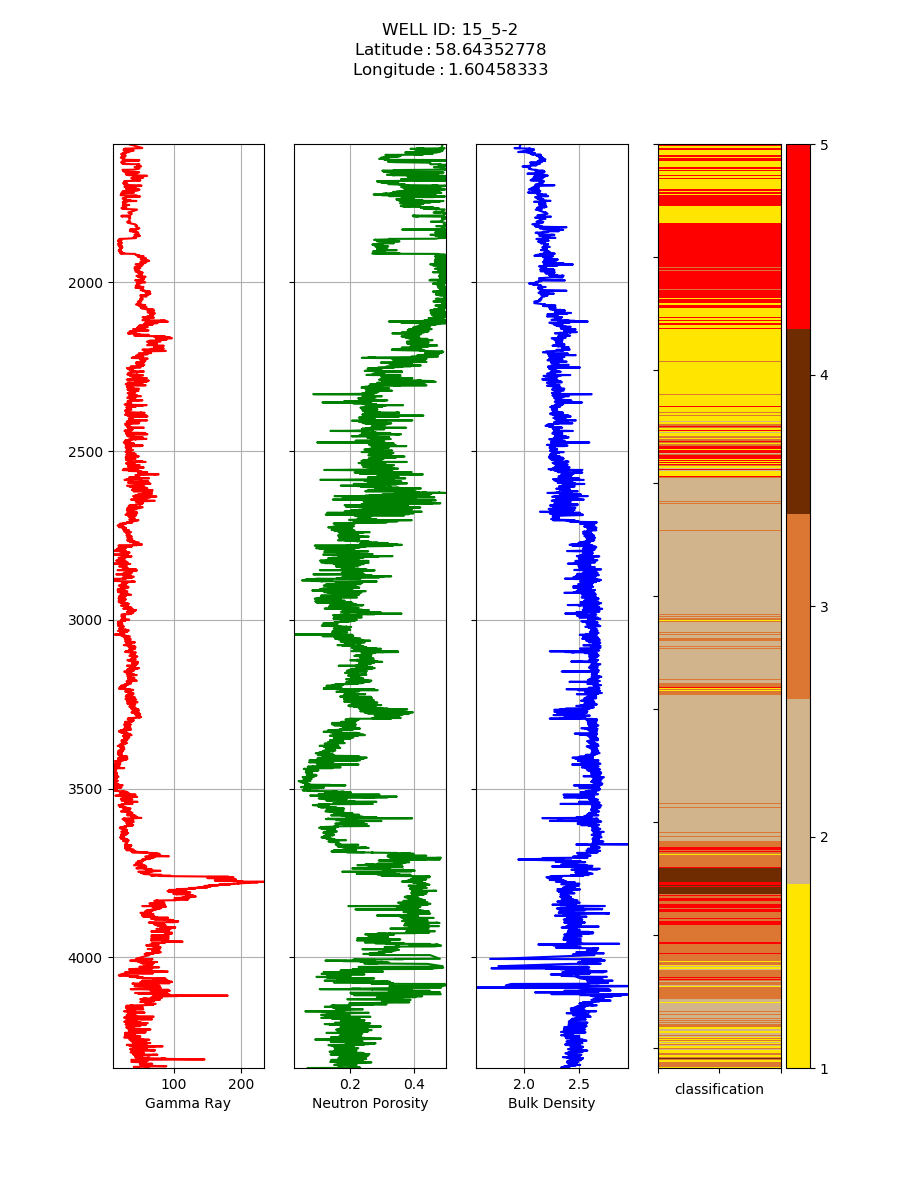 WELL ID: 15_5-2
Latitude : 58.64352778
Longitude : 1.60458333
2000
2500
3000
3500
4000
100 200
0.2 0.4
2.0 2.5
Gamma Ray
Neutron Porosity
Bulk Density
classification
5
4
3
2
1